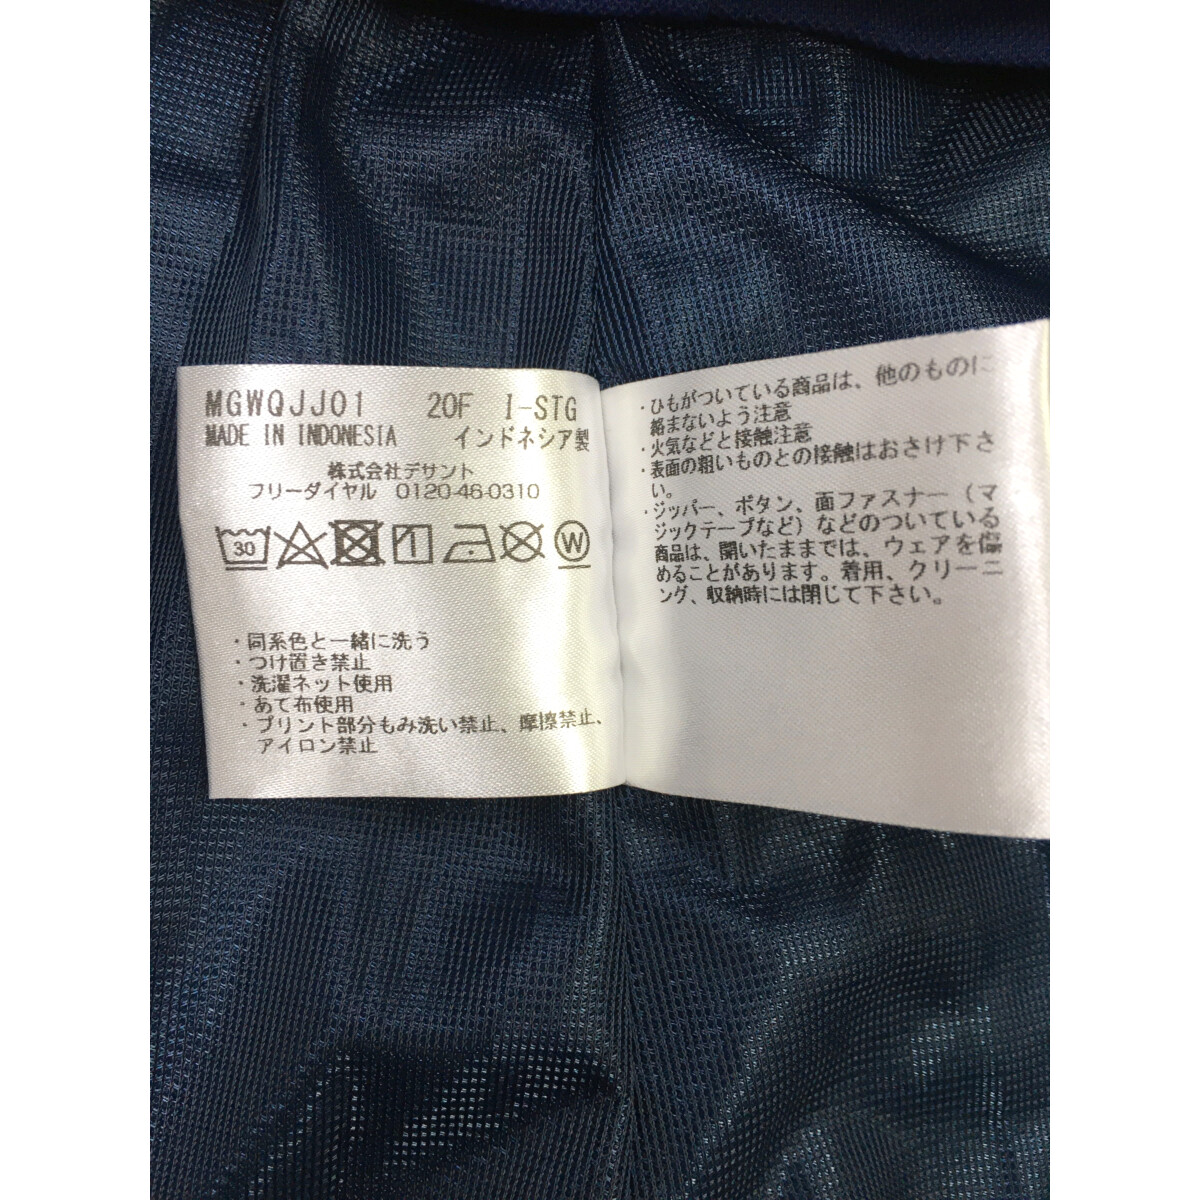 MGWQJJ01 20F I-STG
MADE IN INDONESIA インドネシア製
株式会社デサント
フリーダイヤル 0120-46-0310
30 W
・同系色と一緒に洗う
・つけ置き禁止
・洗濯ネット使用
・あて布使用
・プリント部分もみ洗い禁止、摩擦禁止、
アイロン禁止
・ひもがついている商品は、他のものに
絡まないよう注意
・火気などと接触注意
・表面の粗いものとの接触はおさけ下さ
い。
・ジッパー、ボタン、面ファスナー(マ
ジックテープなど)などのついている
商品は、開いたままでは、ウェアを傷
めることがあります。着用、クリーニ
ング、収納時には閉じて下さい。